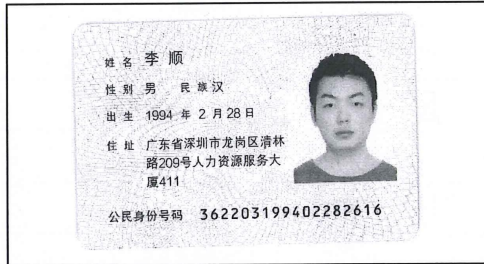 姓名 李顺
性别 男 民族汉
出生 1994 年 2 月 28 日
住址 广东省深圳市龙岗区清林
路209号人力资源服务大
厦411
公民身份号码 362203199402282616